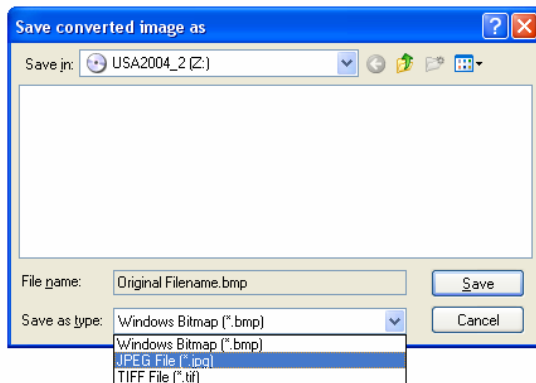 Save converted image as
Save in: USA2004_2 (Z:)
File name: Original Filename.bmp Save
Save as type: Windows Bitmap (*.bmp) Cancel
Windows Bitmap (*.bmp)
JPEG File (*.jpg)
TIFF File (*.tif)